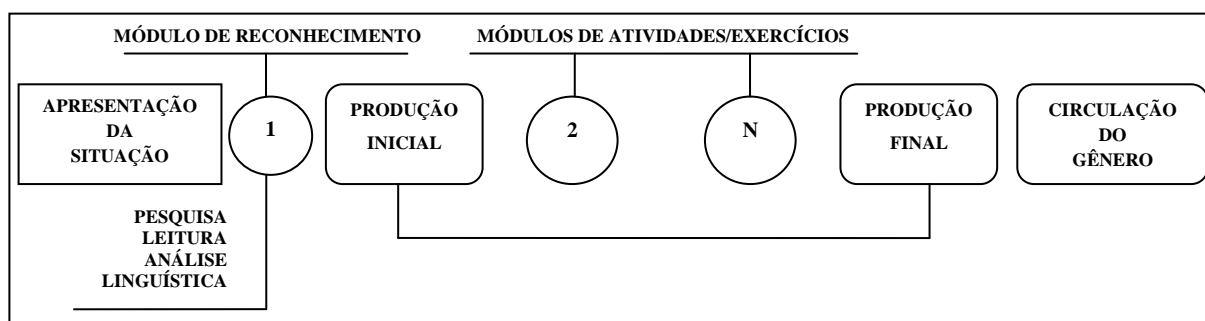 MÓDULO DE RECONHECIMENTO
MÓDULOS DE ATIVIDADES/EXERCÍCIOS
APRESENTAÇÃO
DA
SITUAÇÃO
1
PRODUÇÃO
INICIAL
2
N
PRODUÇÃO
FINAL
CIRCULAÇÃO
DO
GÊNERO
PESQUISA
LEITURA
ANÁLISE
LINGUÍSTICA